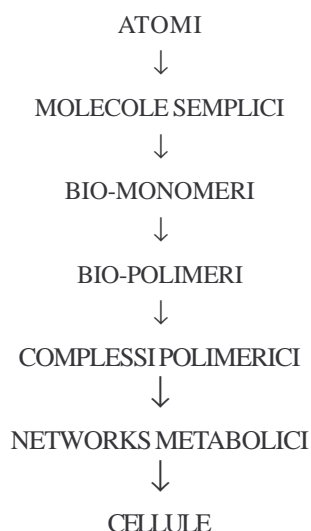 ATOMI
↓
MOLECOLE SEMPLICI
↓
BIO-MONOMERI
↓
BIO-POLIMERI
↓
COMPLESSI POLIMERICI
↓
NETWORKS METABOLICI
↓
CELLULE